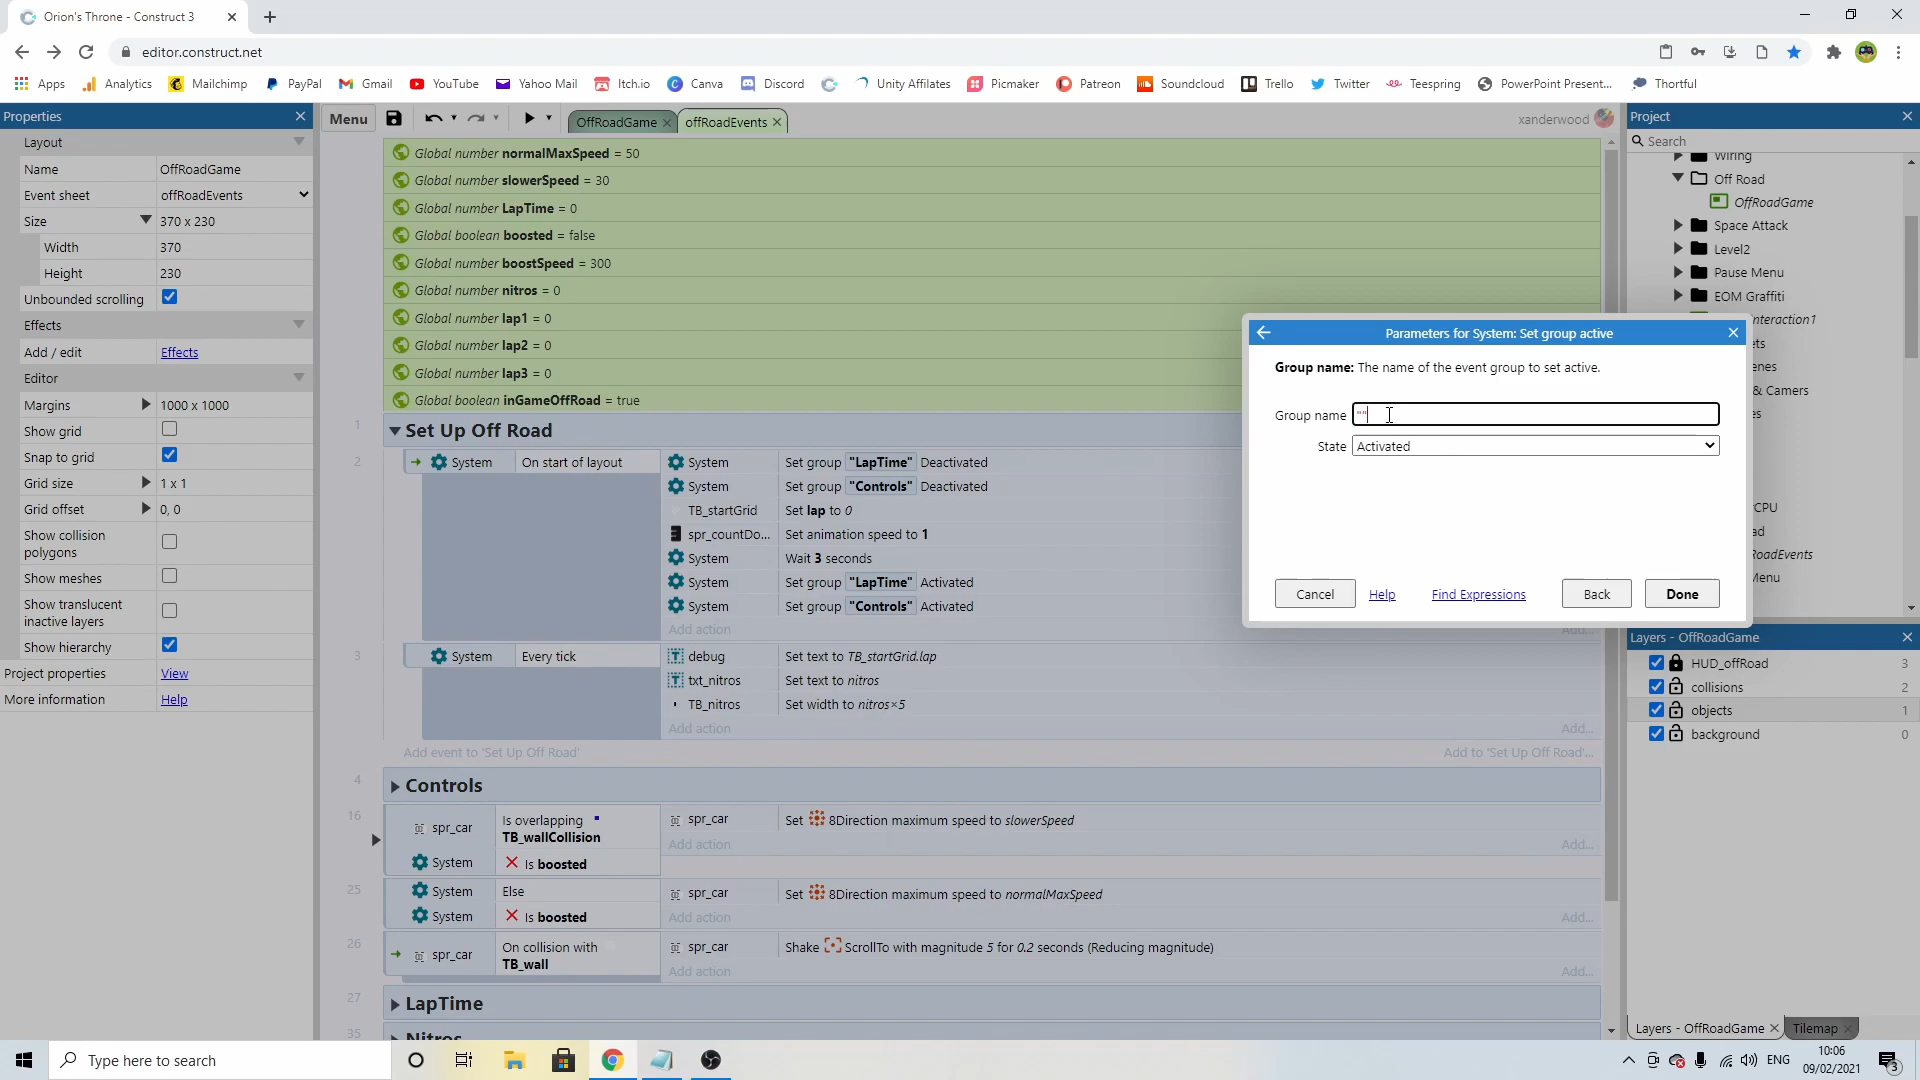 Orion's Throne - Construct 3
editor.construct.net
Apps Analytics Mailchimp PayPal Gmail YouTube Yahoo Mail Itch.io Canva Discord Unity Affilates Picmaker Patreon Soundcloud Trello Twitter Teespring PowerPoint Present... Thortful
Properties
Layout
Name OffRoadGame
Event sheet offRoadEvents
Size 370 x 230
Width 370
Height 230
Unbounded scrolling
Effects
Add / edit Effects
Editor
Margins 1000 x 1000
Show grid
Snap to grid
Grid size 1 x 1
Grid offset 0, 0
Show collision
polygons
Show meshes
Show translucent
inactive layers
Show hierarchy
Project properties View
More information Help
Menu
OffRoadGame
offRoadEvents
xanderwood
Global number normalMaxSpeed = 50
Global number slowerSpeed = 30
Global number LapTime = 0
Global boolean boosted = false
Global number boostSpeed = 300
Global number nitros = 0
Global number lap1 = 0
Global number lap2 = 0
Global number lap3 = 0
Global boolean inGameOffRoad = true
1 Set Up Off Road
2 System On start of layout System Set group "LapTime" Deactivated
System Set group "Controls" Deactivated
TB_startGrid Set lap to 0
spr_countDo... Set animation speed to 1
System Wait 3 seconds
System Set group "LapTime" Activated
System Set group "Controls" Activated
Add action Add...
3 System Every tick debug Set text to TB_startGrid.lap
txt_nitros Set text to nitros
TB_nitros Set width to nitros×5
Add action Add...
Add event to 'Set Up Off Road' Add to 'Set Up Off Road'...
4 Controls
16 spr_car Is overlapping
TB_wallCollision spr_car Set 8Direction maximum speed to slowerSpeed
Add action Add...
System Is boosted
25 System Else spr_car Set 8Direction maximum speed to normalMaxSpeed
System Is boosted Add action Add...
26 spr_car On collision with
TB_wall spr_car Shake ScrollTo with magnitude 5 for 0.2 seconds (Reducing magnitude)
Add action Add...
27 LapTime
35 Nitros
Parameters for System: Set group active
Group name: The name of the event group to set active.
Group name ""
State Activated
Cancel Help Find Expressions Back Done
Project
Search
Wiring
Off Road
OffRoadGame
Space Attack
Level2
Pause Menu
EOM Graffiti
nteraction1
ets
enes
& Camers
es
CPU
ad
RoadEvents
Menu
Layers - OffRoadGame
HUD_offRoad 3
collisions 2
objects 1
background 0
Layers - OffRoadGame
Tilemap
Type here to search
ENG
10:06
09/02/2021
3